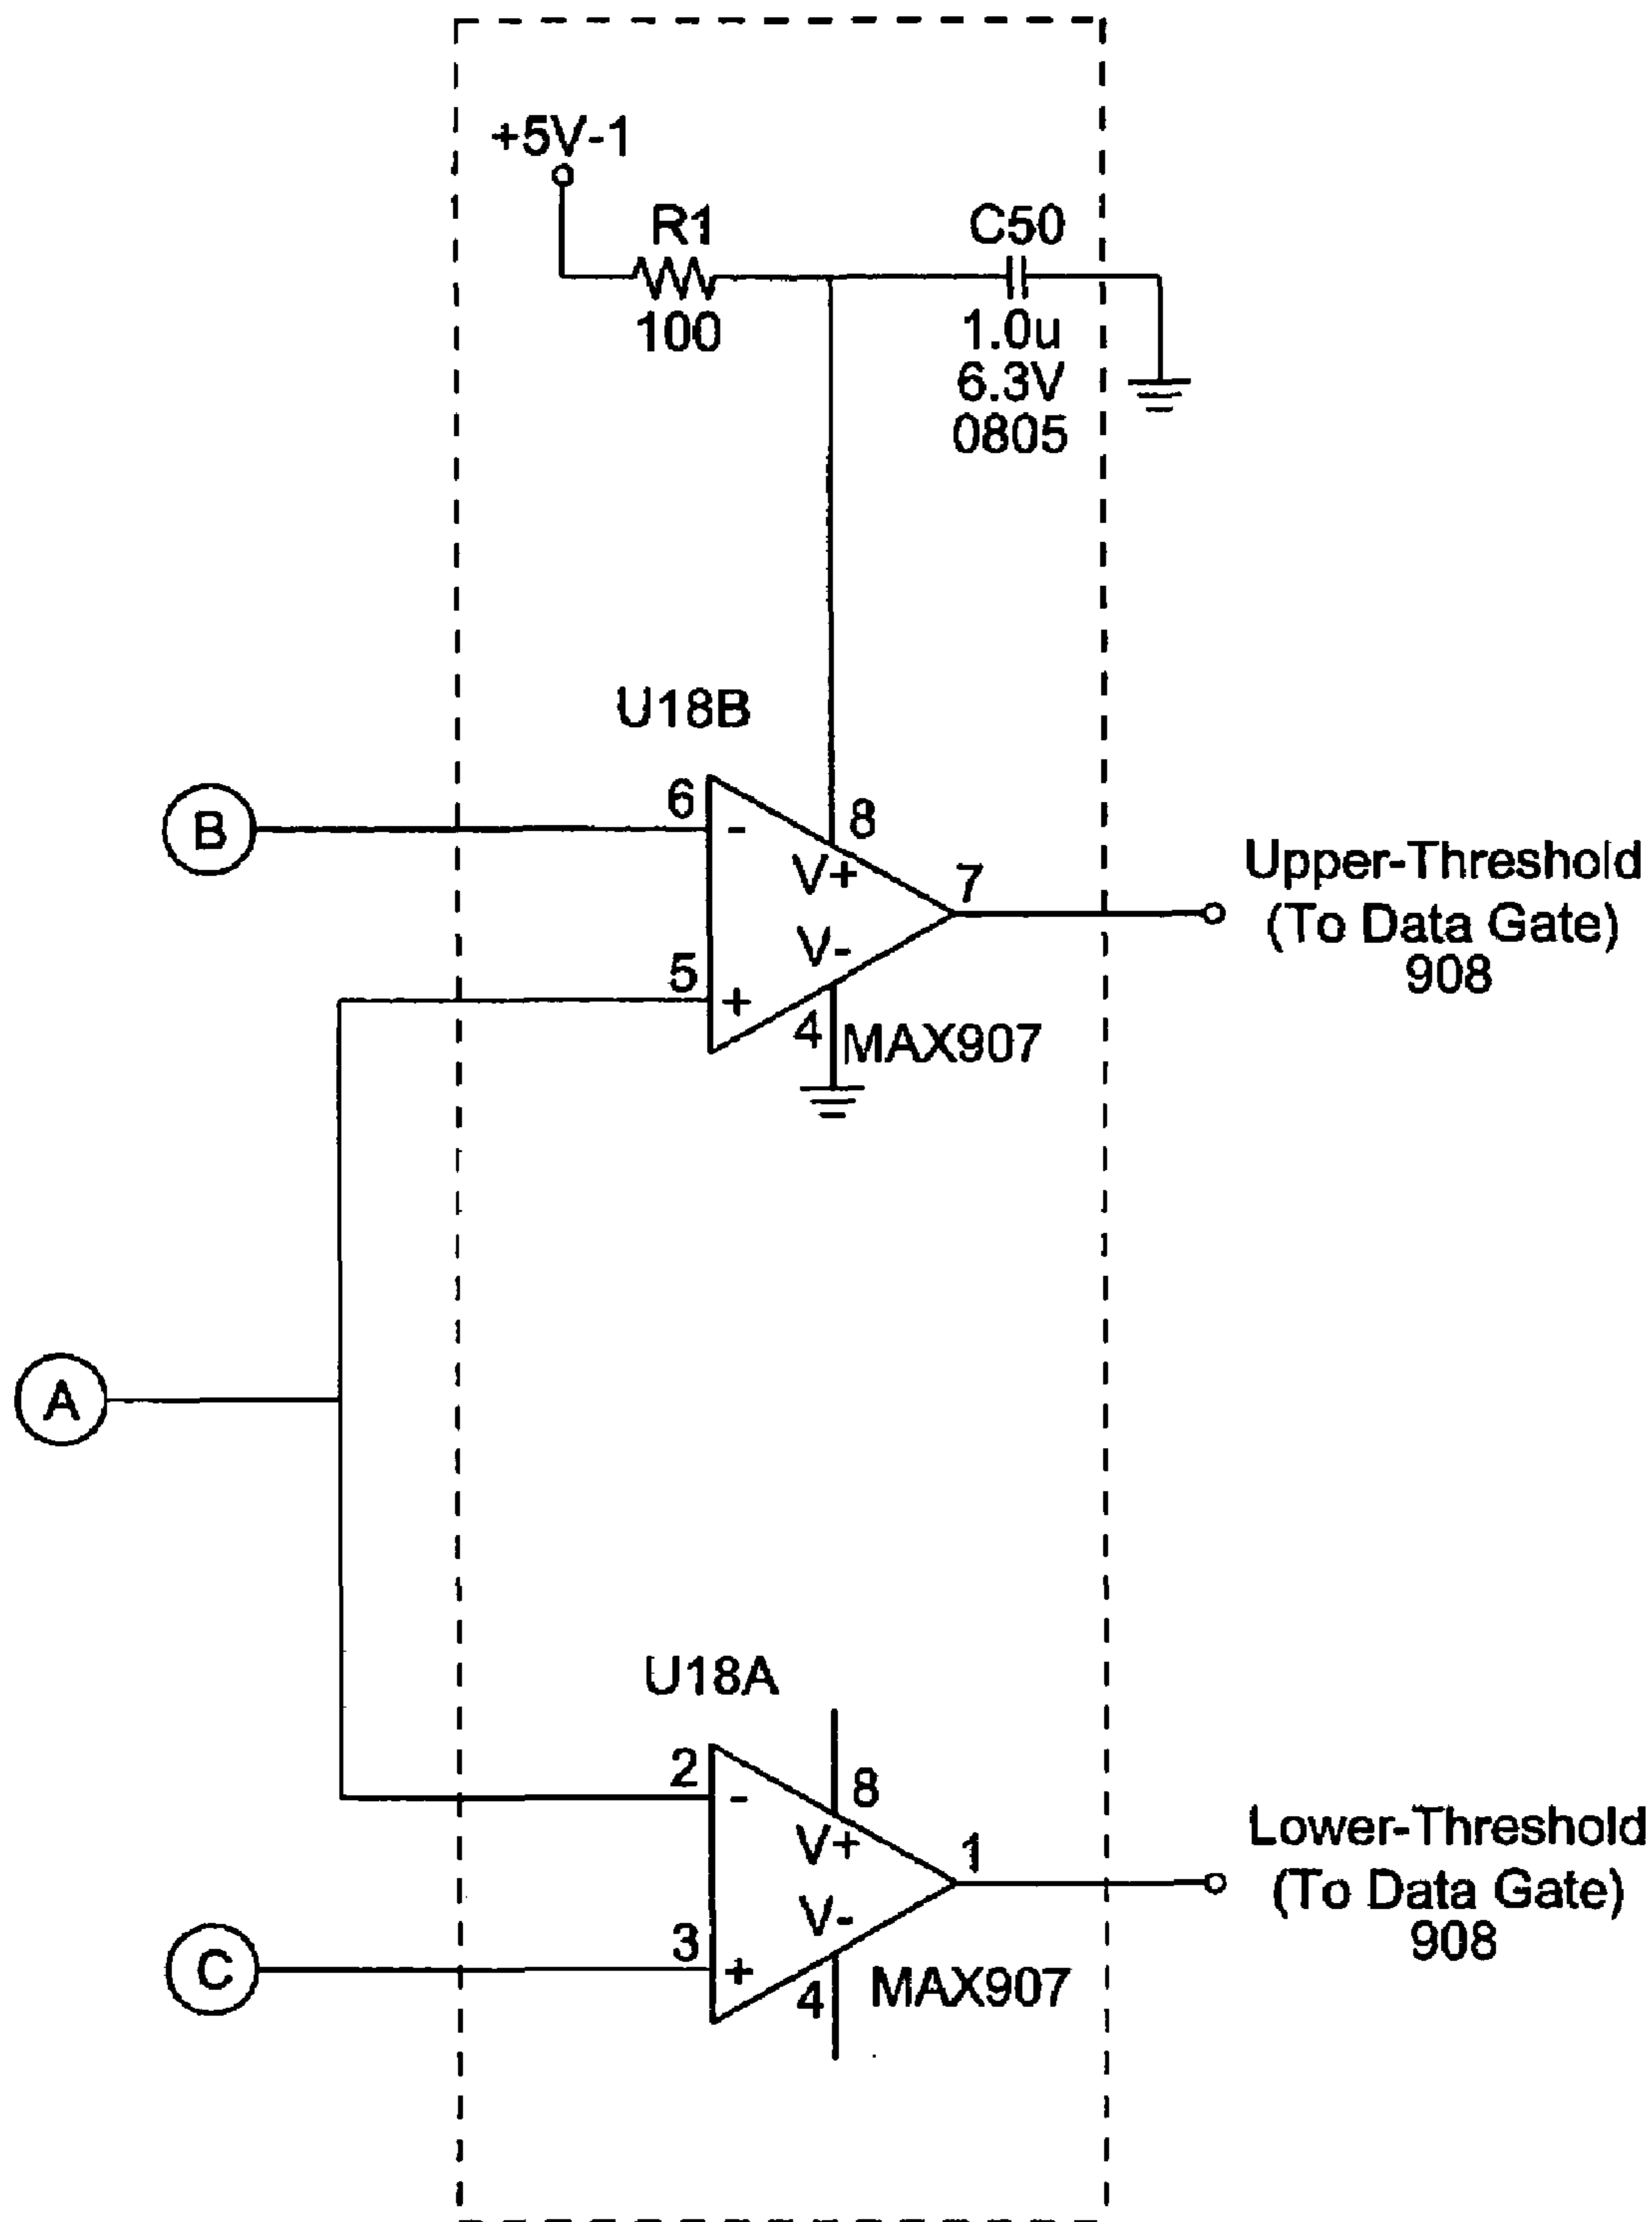 +5V-1
R1
100
C50
1.0u
6.3V
0805
U18B
B
6
-
8
V+
7
V-
5
+
4
MAX907
Upper-Threshold
(To Data Gate)
908
A
U18A
2
-
8
V+
1
V-
3
+
4
MAX907
C
Lower-Threshold
(To Data Gate)
908